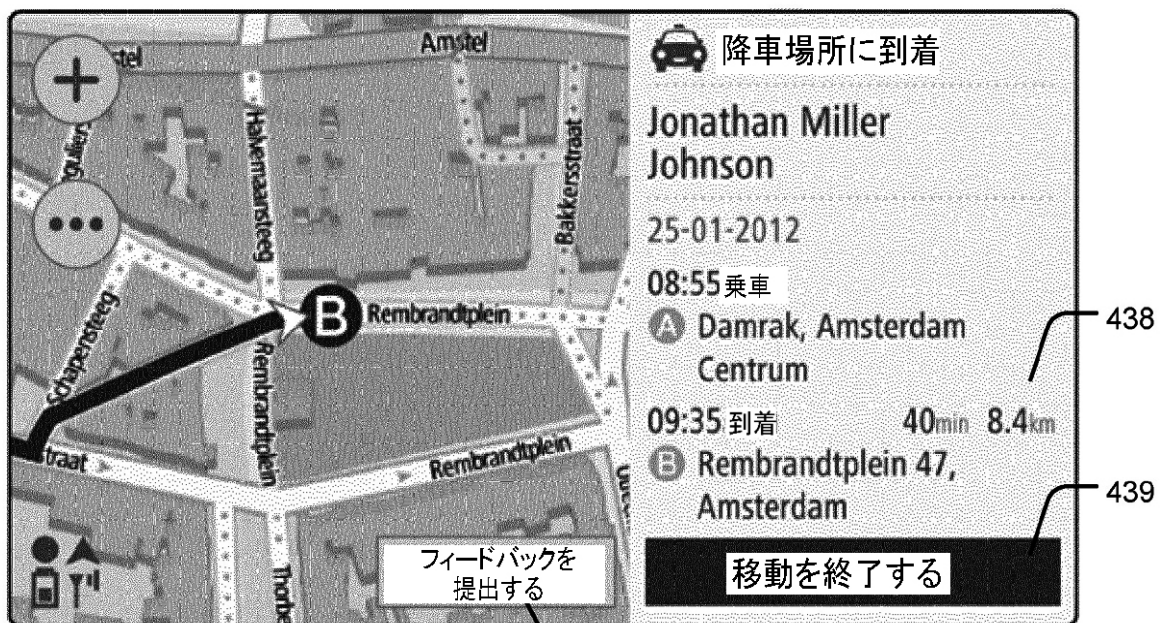 Amstel
stel
Halvemaansteeg
Bakkersstraat
Schapensteeg
B
Rembrandtplein
Rembrandtplein
Rembrandtplein
straat
Thorbe
フィードバックを
提出する
降車場所に到着
Jonathan Miller
Johnson
25-01-2012
08:55 乗車
A Damrak, Amsterdam
Centrum
09:35 到着 40min 8.4km
B Rembrandtplein 47,
Amsterdam
移動を終了する
438
439